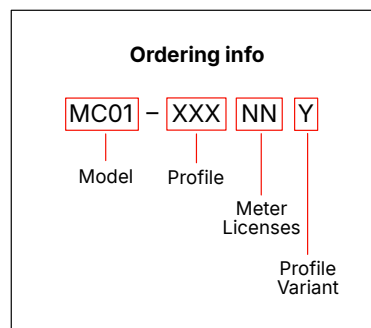 Ordering info
MC01 – XXX NN Y
Model
Profile
Meter
Licenses
Profile
Variant